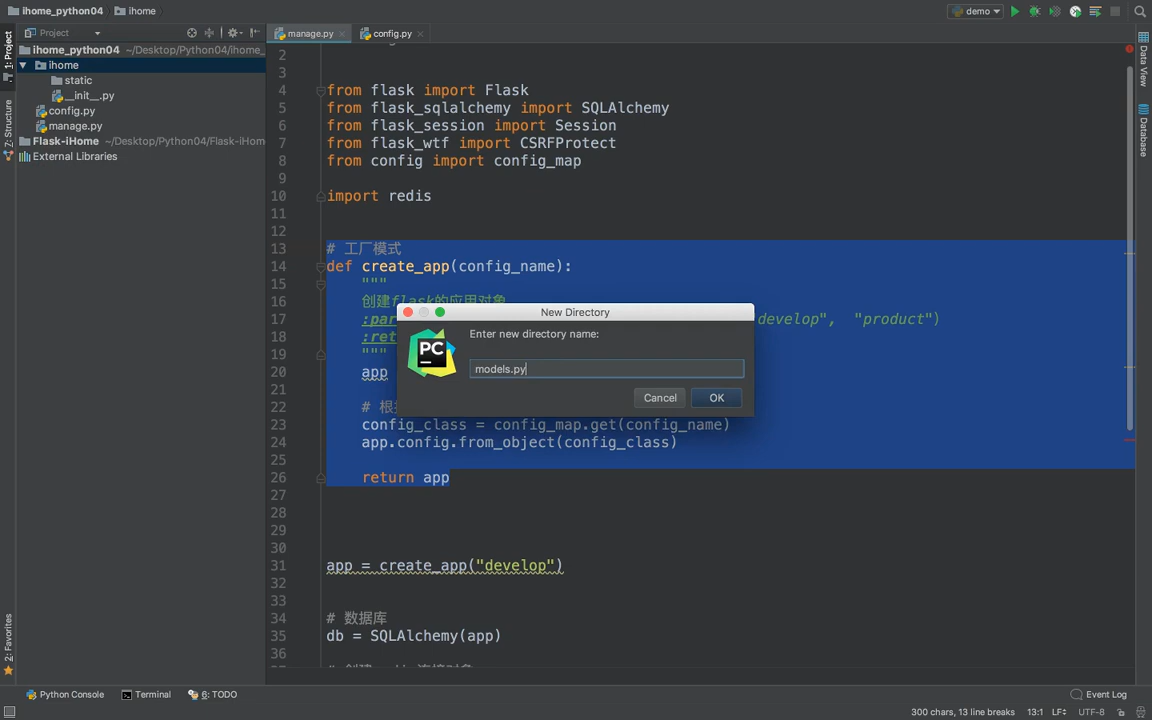 ihome_python04 ihome demo
Project
manage.py config.py
ihome_python04 ~/Desktop/Python04/ihome_
ihome
static
__init__.py
config.py
manage.py
Flask-iHome ~/Desktop/Python04/Flask-iHom
External Libraries
1: Project
Z: Structure
2: Favorites
Data View
Database
2
3
4 from flask import Flask
5 from flask_sqlalchemy import SQLAlchemy
6 from flask_session import Session
7 from flask_wtf import CSRFProtect
8 from config import config_map
9
10 import redis
11
12
13 # 工厂模式
14 def create_app(config_name):
15 """
16 创建flask的应用对象
17 :par develop", "product")
18 :ret
19 """
20 app
21
22 # 根
23 config_class = config_map.get(config_name)
24 app.config.from_object(config_class)
25
26 return app
27
28
29
30
31 app = create_app("develop")
32
33
34 # 数据库
35 db = SQLAlchemy(app)
36
New Directory
Enter new directory name:
PC
models.py
Cancel OK
Python Console Terminal 6: TODO Event Log
300 chars, 13 line breaks 13:1 LF UTF-8